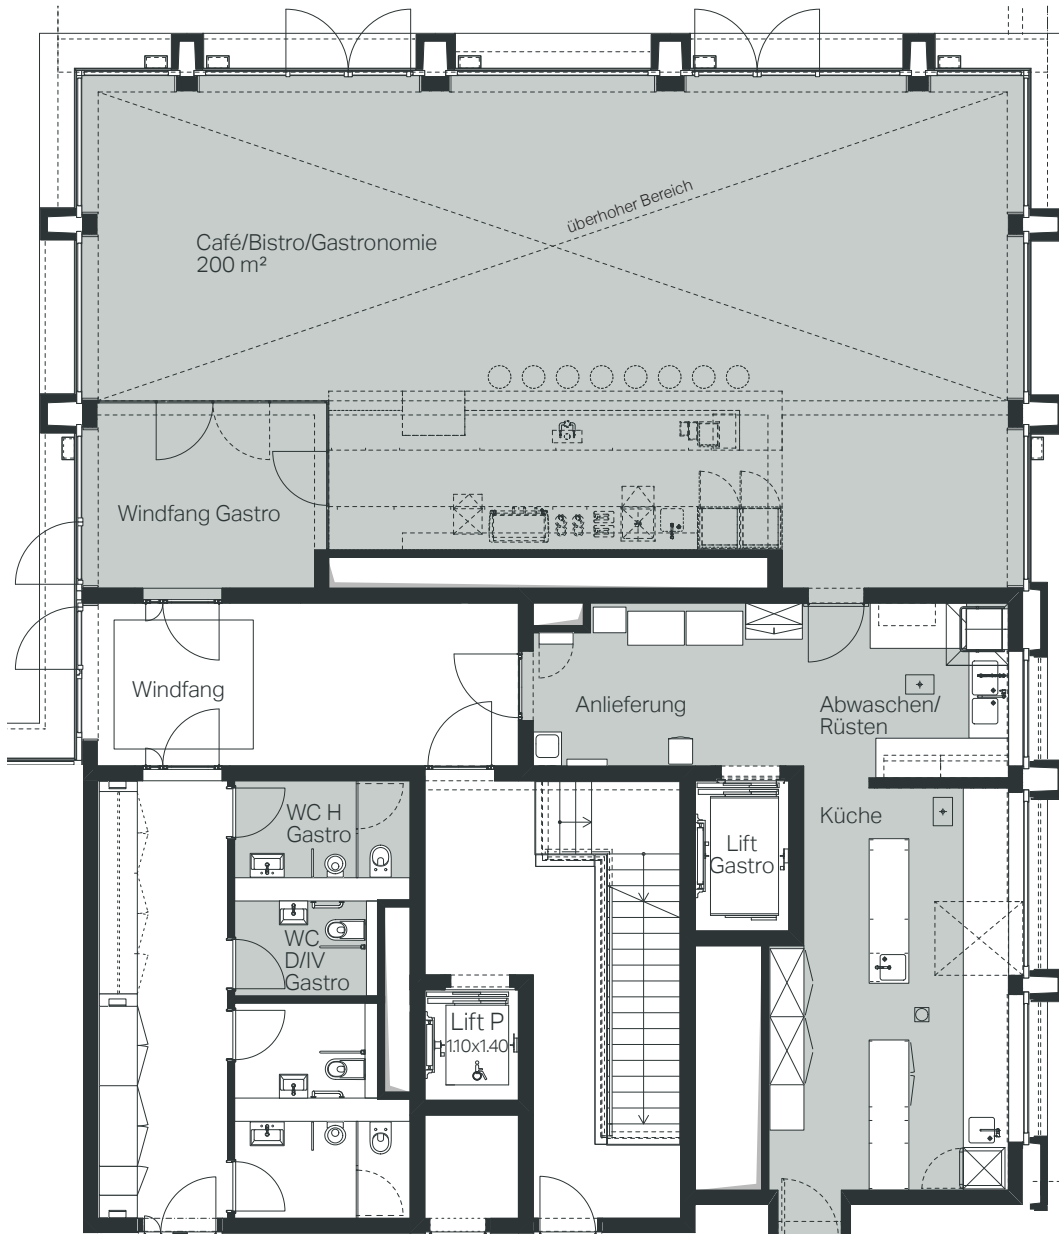 überhoher Bereich
Café/Bistro/Gastronomie
200 m²
Windfang Gastro
Windfang
Anlieferung
Abwaschen/
Rüsten
WC H
Gastro
Küche
Lift
Gastro
WC
D/IV
Gastro
Lift P
1.10x1.40